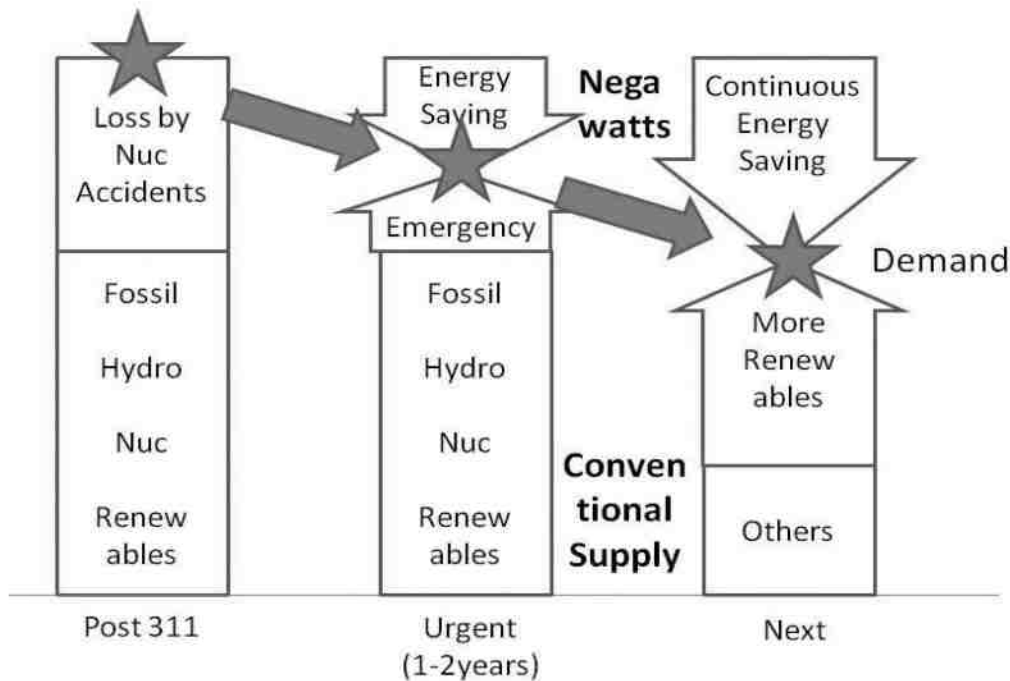 Loss by
Nuc
Accidents
Fossil
Hydro
Nuc
Renew
ables
Post 311
Energy
Saving
Emergency
Fossil
Hydro
Nuc
Renew
ables
Urgent
(1-2years)
Nega
watts
Conven
tional
Supply
Continuous
Energy
Saving
Demand
More
Renew
ables
Others
Next